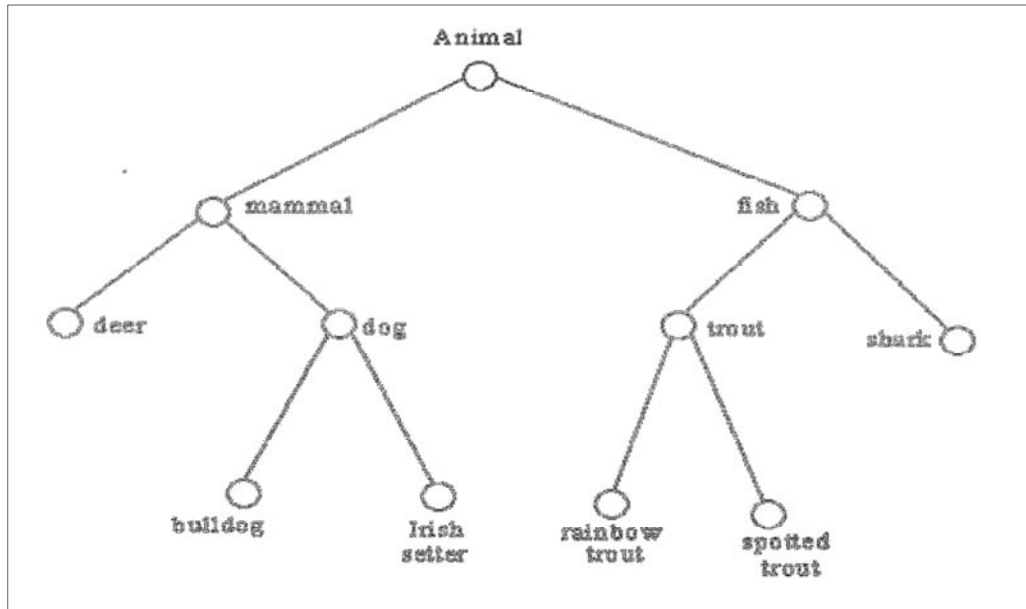 Animal
mammal
fish
deer
dog
trout
shark
bulldog
Irish
setter
rainbow
trout
spotted
trout